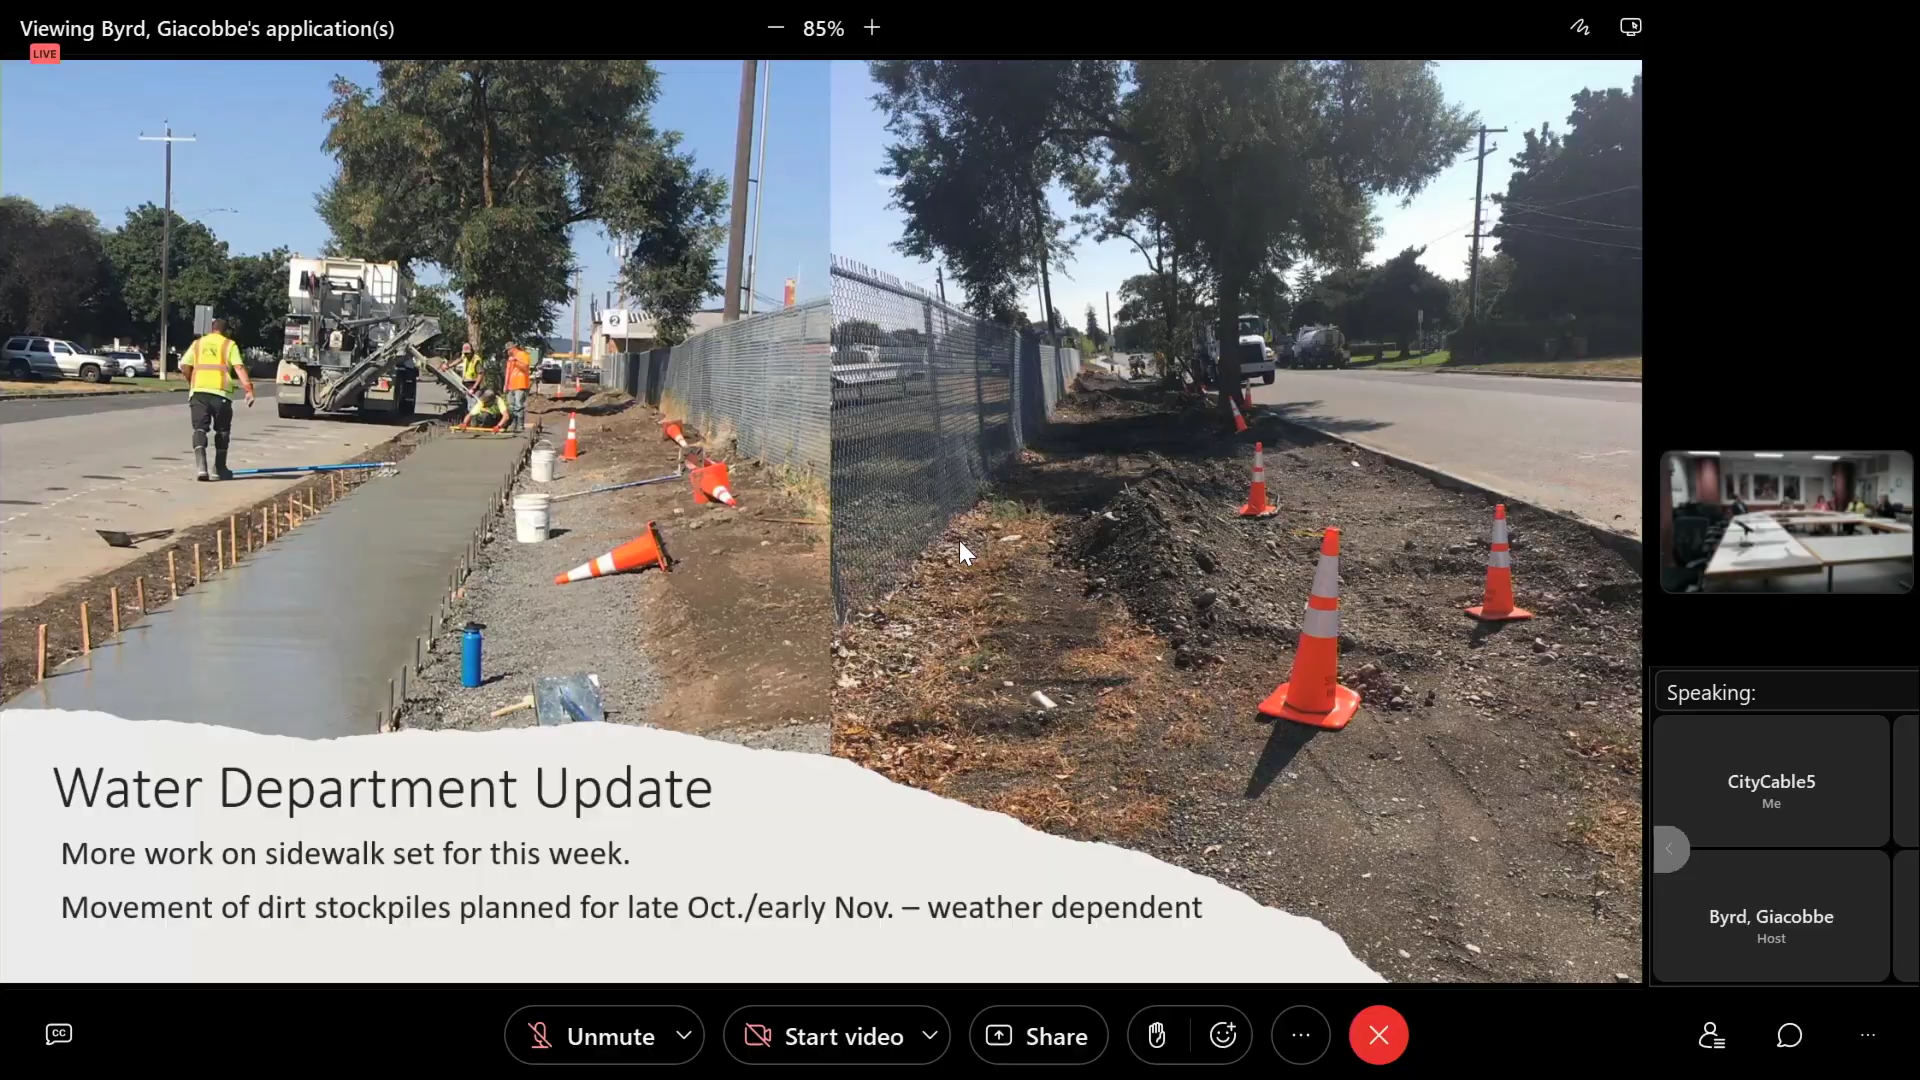 Viewing Byrd, Giacobbe's application(s)
85%
LIVE
2
Water Department Update
More work on sidewalk set for this week.
Movement of dirt stockpiles planned for late Oct./early Nov. – weather dependent
Speaking:
CityCable5
Me
Byrd, Giacobbe
Host
CC
Unmute
Start video
Share